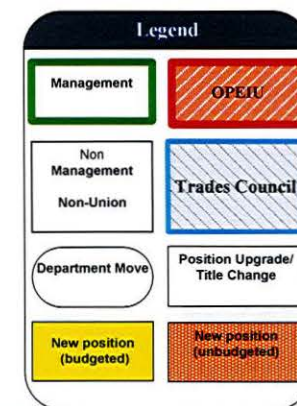 Legend
Management
OPEIU
Non
Management
Non-Union
Trades Council
Department Move
Position Upgrade/
Title Change
New position
(budgeted)
New position
(unbudgeted)